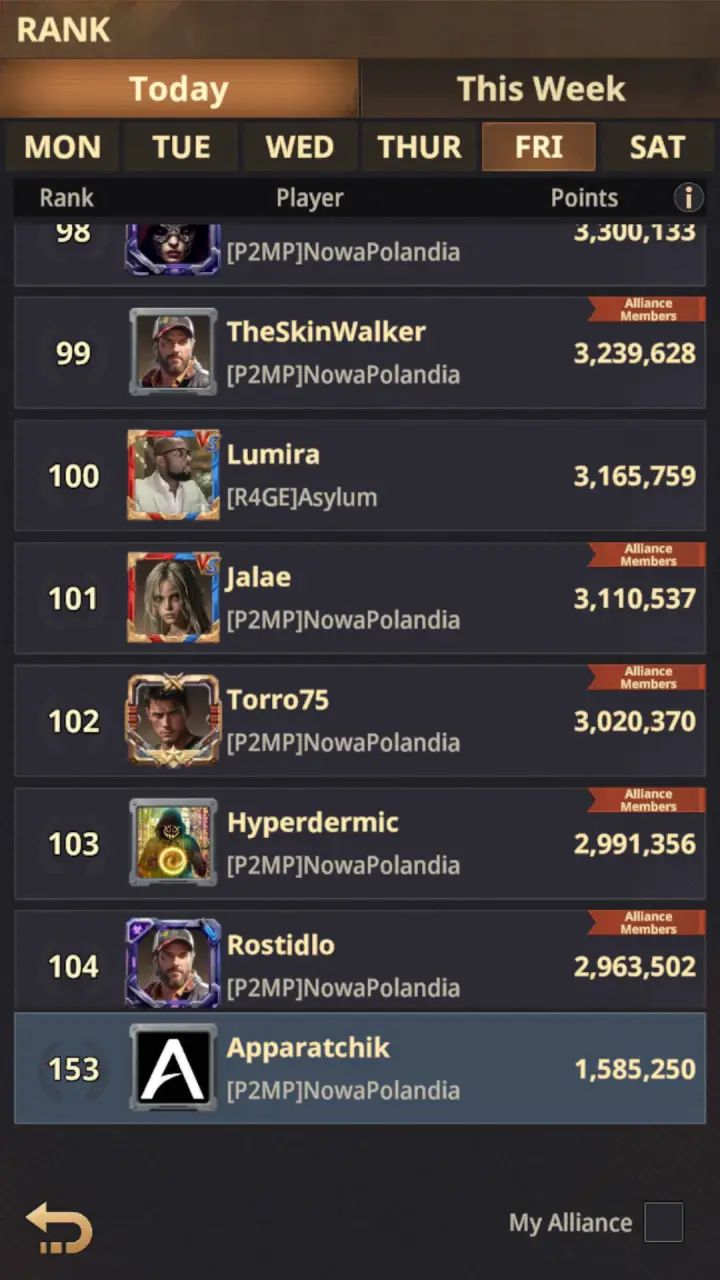 RANK
Today
This Week
MON
TUE
WED
THUR
FRI
SAT
Rank
Player
Points
98
[P2MP]NowaPolandia
3,300,133
Alliance
Members
99
TheSkinWalker
[P2MP]NowaPolandia
3,239,628
100
Lumira
[R4GE]Asylum
3,165,759
Alliance
Members
101
Jalae
[P2MP]NowaPolandia
3,110,537
Alliance
Members
102
Torro75
[P2MP]NowaPolandia
3,020,370
Alliance
Members
103
Hyperdermic
[P2MP]NowaPolandia
2,991,356
Alliance
Members
104
Rostidlo
[P2MP]NowaPolandia
2,963,502
153
Apparatchik
[P2MP]NowaPolandia
1,585,250
My Alliance